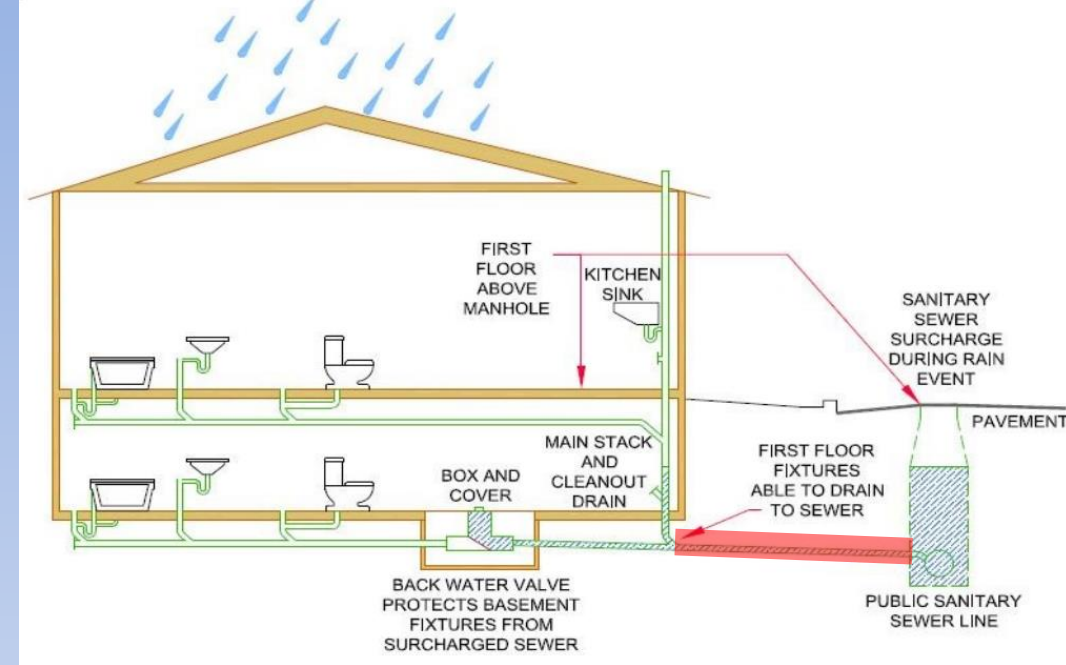 FIRST
FLOOR
ABOVE
MANHOLE
KITCHEN
SINK
SANITARY
SEWER
SURCHARGE
DURING RAIN
EVENT
PAVEMENT
MAIN STACK
AND
CLEANOUT
DRAIN
BOX AND
COVER
FIRST FLOOR
FIXTURES
ABLE TO DRAIN
TO SEWER
BACK WATER VALVE
PROTECTS BASEMENT
FIXTURES FROM
SURCHARGED SEWER
PUBLIC SANITARY
SEWER LINE